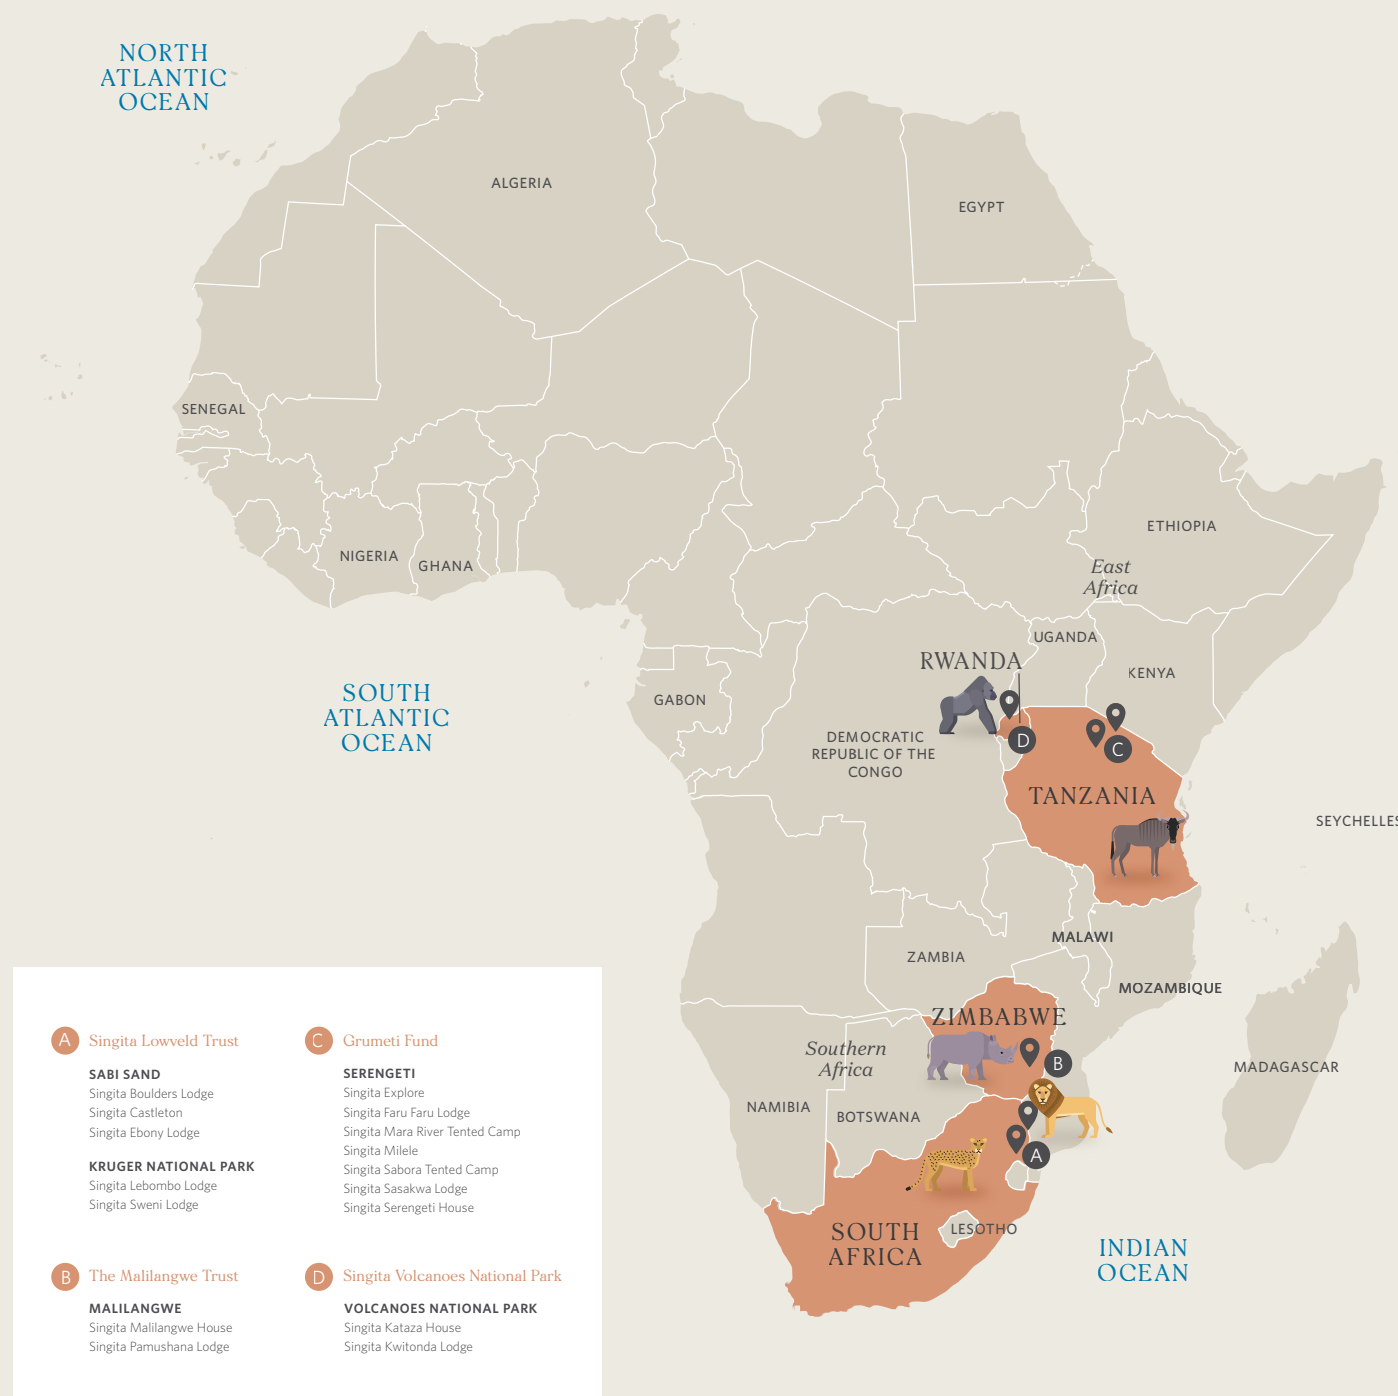 NORTH
ATLANTIC
OCEAN
ALGERIA
EGYPT
SENEGAL
NIGERIA
GHANA
ETHIOPIA
East
Africa
UGANDA
RWANDA
KENYA
SOUTH
ATLANTIC
OCEAN
GABON
DEMOCRATIC
REPUBLIC OF THE
CONGO
D
C
TANZANIA
SEYCHELLES
MALAWI
ZAMBIA
MOZAMBIQUE
ZIMBABWE
Southern
Africa
B
MADAGASCAR
NAMIBIA
BOTSWANA
A
SOUTH
AFRICA
LESOTHO
INDIAN
OCEAN
A Singita Lowveld Trust
SABI SAND
Singita Boulders Lodge
Singita Castleton
Singita Ebony Lodge
KRUGER NATIONAL PARK
Singita Lebombo Lodge
Singita Sweni Lodge
B The Malilangwe Trust
MALILANGWE
Singita Malilangwe House
Singita Pamushana Lodge
C Grumeti Fund
SERENGETI
Singita Explore
Singita Faru Faru Lodge
Singita Mara River Tented Camp
Singita Milele
Singita Sabora Tented Camp
Singita Sasakwa Lodge
Singita Serengeti House
D Singita Volcanoes National Park
VOLCANOES NATIONAL PARK
Singita Kataza House
Singita Kwitonda Lodge